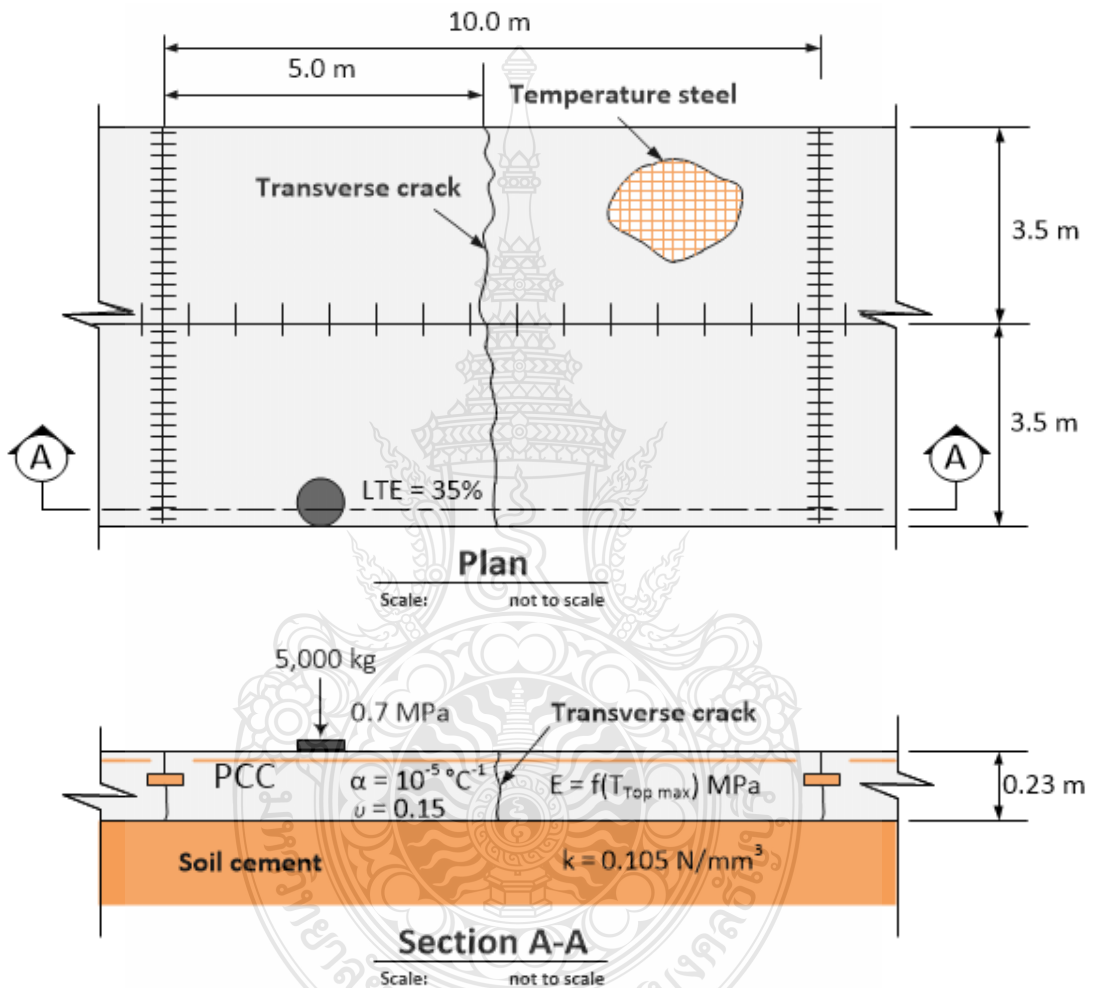 10.0 m
5.0 m
Temperature steel
Transverse crack
3.5 m
3.5 m
A
A
LTE = 35%
Plan
Scale: not to scale
5,000 kg
0.7 MPa
Transverse crack
PCC
α = 10⁻⁵ °C⁻¹
E = f(T_Top max) MPa
υ = 0.15
0.23 m
Soil cement
k = 0.105 N/mm³
Section A-A
Scale: not to scale